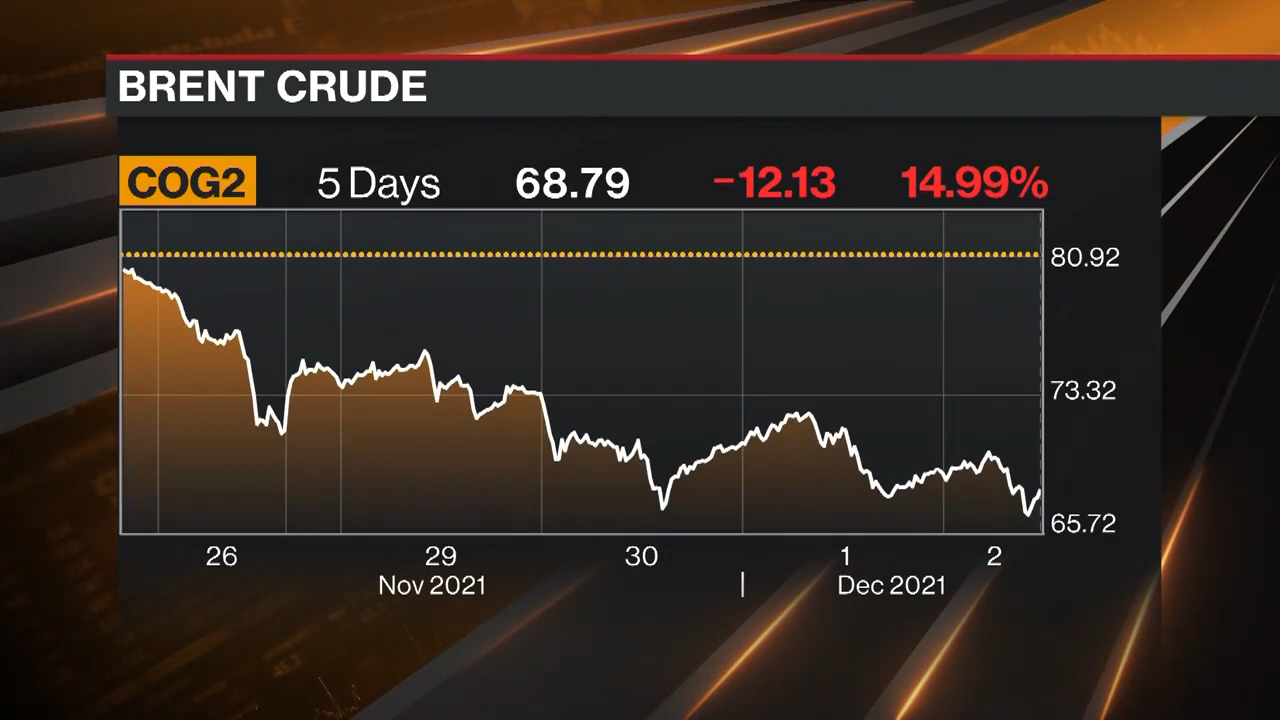 BRENT CRUDE
COG2 5 Days 68.79 −12.13 14.99%
80.92
73.32
65.72
26 29 30 1 2
Nov 2021 | Dec 2021